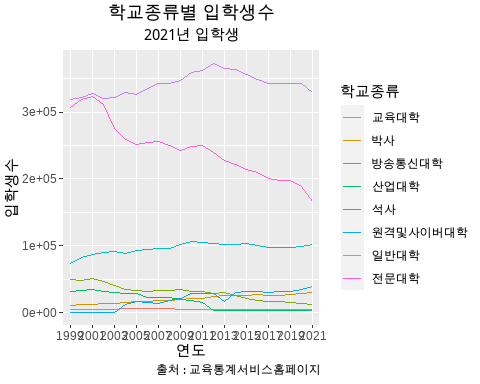 학교종류별 입학생수
2021년 입학생
입학생수
3e+05
2e+05
1e+05
0e+00
1999 2001 2003 2005 2007 2009 2011 2013 2015 2017 2019 2021
연도
학교종류
교육대학
박사
방송통신대학
산업대학
석사
원격및사이버대학
일반대학
전문대학
출처 : 교육통계서비스홈페이지